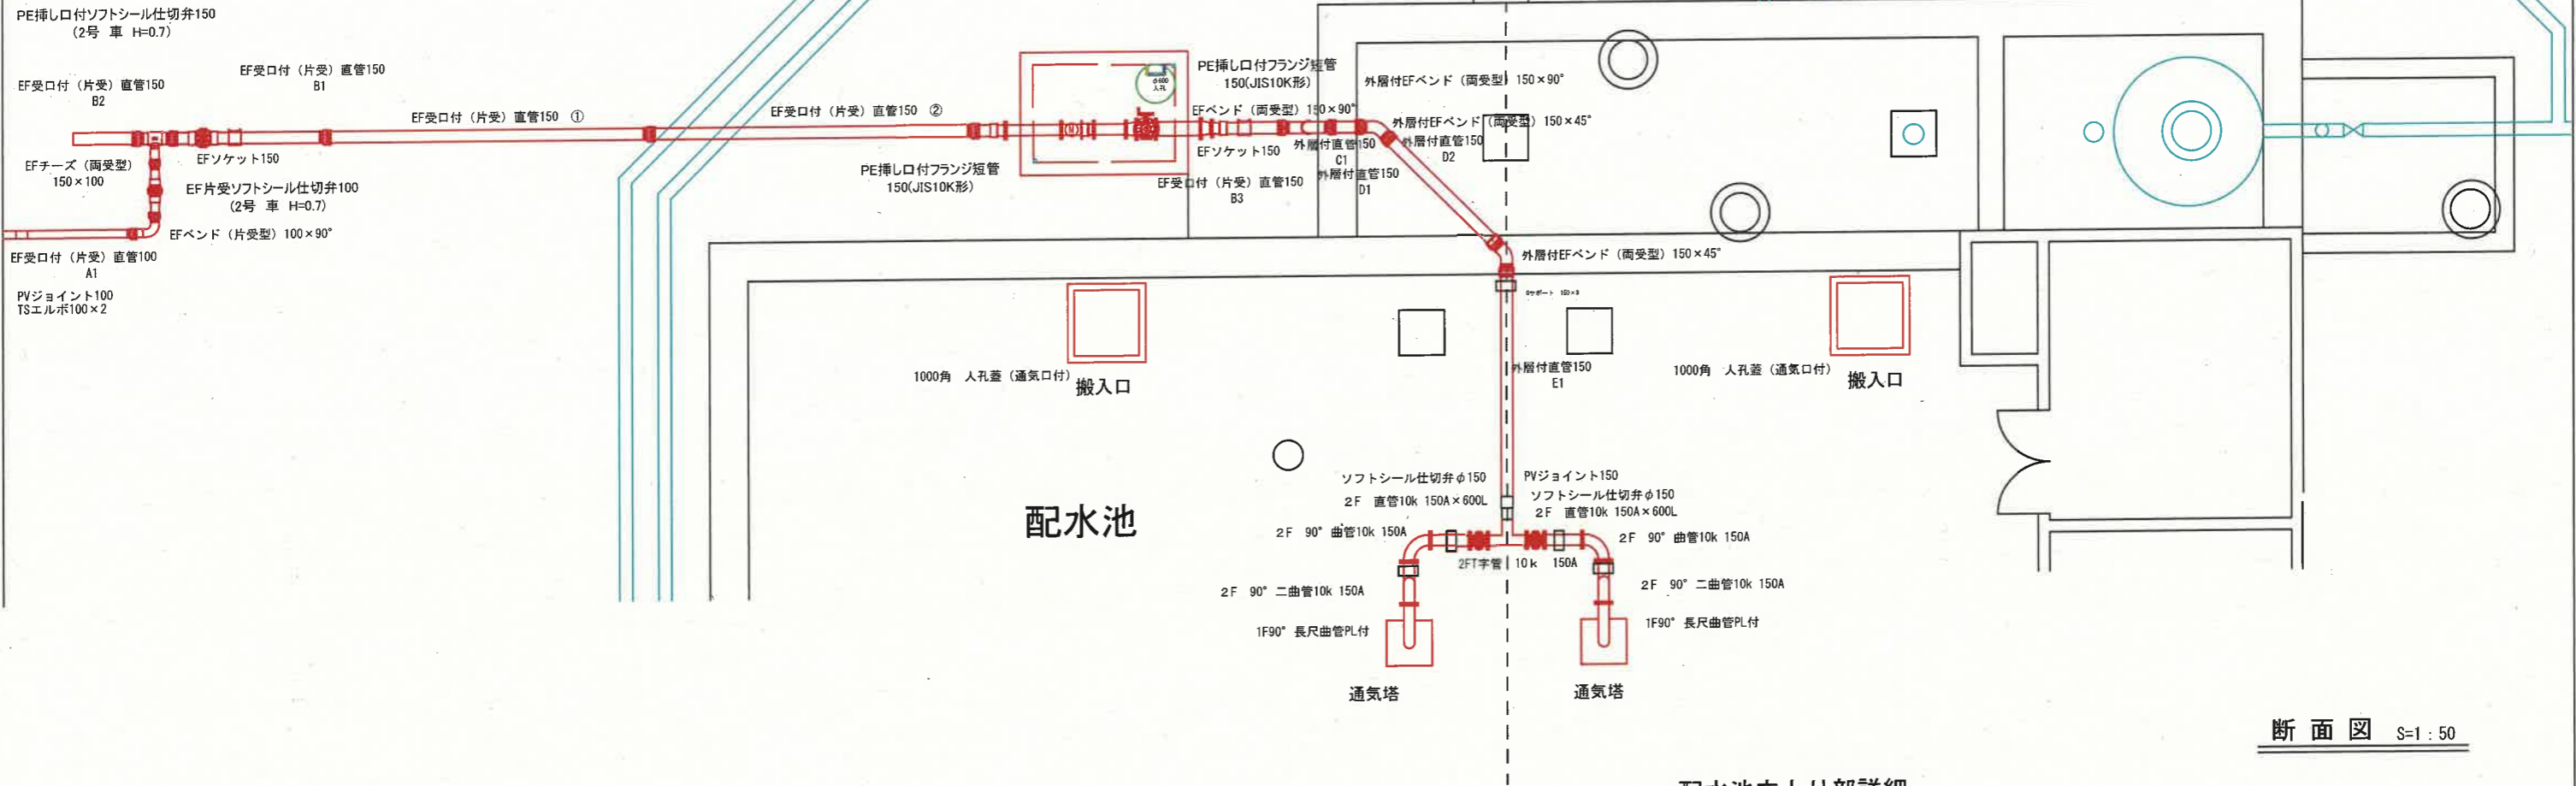 PE挿し口付ソフトシール仕切弁150
(2号 車 H=0.7)
EF受口付（片受）直管150
B2
EF受口付（片受）直管150
B1
EF受口付（片受）直管150 ①
EF受口付（片受）直管150 ②
EFチーズ（両受型）
150×100
EFソケット150
EF片受ソフトシール仕切弁100
(2号 車 H=0.7)
EFベンド（片受型）100×90°
EF受口付（片受）直管100
A1
PVジョイント100
TSエルボ100×2
PE挿し口付フランジ短管
150(JIS10K形)
φ600
人孔
PE挿し口付フランジ短管
150(JIS10K形)
EFベンド（両受型）150×90°
EFソケット150
EF受口付（片受）直管150
B3
外層付EFベンド（両受型）150×90°
外層付EFベンド（両受型）150×45°
外層付直管150
C1
外層付直管150
D1
外層付直管150
D2
外層付EFベンド（両受型）150×45°
1000角 人孔蓋（通気口付）
搬入口
外層付直管150
E1
1000角 人孔蓋（通気口付）
搬入口
配水池
ソフトシール仕切弁φ150
2F 直管10k 150A×600L
2F 90°曲管10k 150A
PVジョイント150
ソフトシール仕切弁φ150
2F 直管10k 150A×600L
2F 90°曲管10k 150A
2FT字管 10k 150A
2F 90°二曲管10k 150A
2F 90°二曲管10k 150A
1F90°長尺曲管PL付
1F90°長尺曲管PL付
通気塔
通気塔
断面図 S=1：50